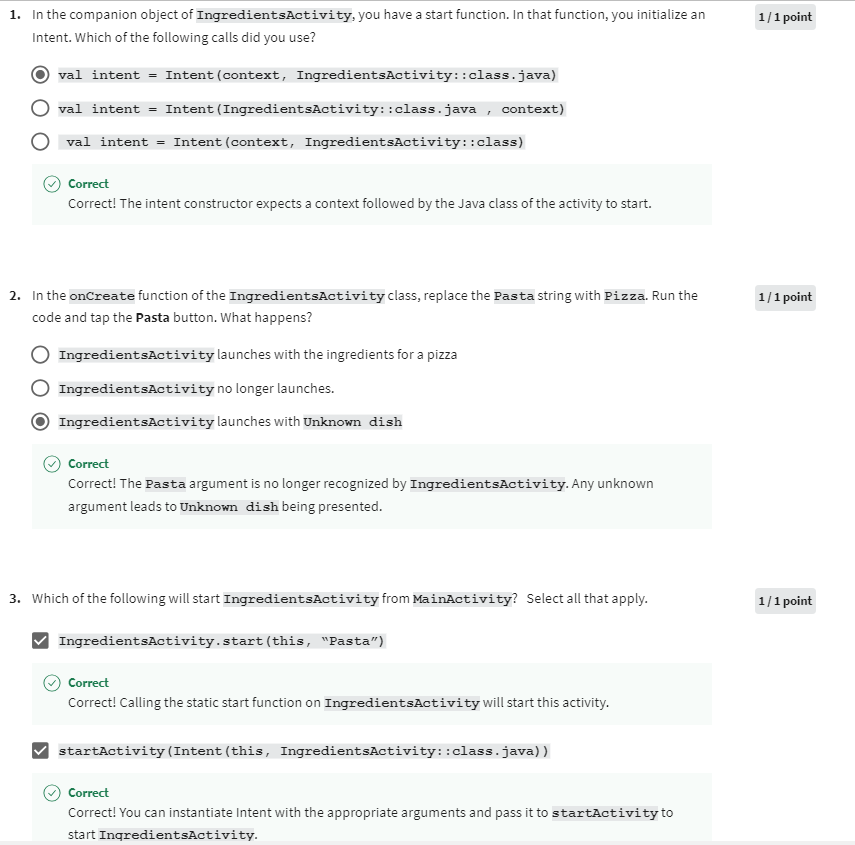 1. In the companion object of IngredientsActivity, you have a start function. In that function, you initialize an
1 / 1 point
Intent. Which of the following calls did you use?
val intent = Intent(context, IngredientsActivity::class.java)
val intent = Intent(IngredientsActivity::class.java , context)
val intent = Intent(context, IngredientsActivity::class)
Correct
Correct! The intent constructor expects a context followed by the Java class of the activity to start.
2. In the onCreate function of the IngredientsActivity class, replace the Pasta string with Pizza. Run the
1 / 1 point
code and tap the Pasta button. What happens?
IngredientsActivity launches with the ingredients for a pizza
IngredientsActivity no longer launches.
IngredientsActivity launches with Unknown dish
Correct
Correct! The Pasta argument is no longer recognized by IngredientsActivity. Any unknown
argument leads to Unknown dish being presented.
3. Which of the following will start IngredientsActivity from MainActivity? Select all that apply.
1 / 1 point
IngredientsActivity.start(this, “Pasta”)
Correct
Correct! Calling the static start function on IngredientsActivity will start this activity.
startActivity(Intent(this, IngredientsActivity::class.java))
Correct
Correct! You can instantiate Intent with the appropriate arguments and pass it to startActivity to
start IngredientsActivity.